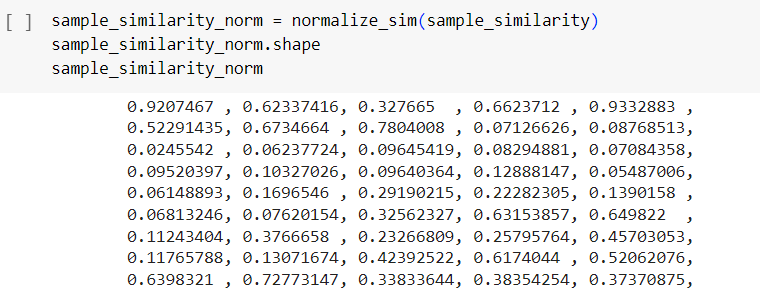 [ ] sample_similarity_norm = normalize_sim(sample_similarity)
sample_similarity_norm.shape
sample_similarity_norm
0.9207467 , 0.62337416, 0.327665  , 0.6623712 , 0.9332883 ,
0.52291435, 0.6734664 , 0.7804008 , 0.07126626, 0.08768513,
0.0245542 , 0.06237724, 0.09645419, 0.08294881, 0.07084358,
0.09520397, 0.10327026, 0.09640364, 0.12888147, 0.05487006,
0.06148893, 0.1696546 , 0.29190215, 0.22282305, 0.1390158 ,
0.06813246, 0.07620154, 0.32562327, 0.63153857, 0.649822  ,
0.11243404, 0.3766658 , 0.23266809, 0.25795764, 0.45703053,
0.11765788, 0.13071674, 0.42392522, 0.6174044 , 0.52062076,
0.6398321 , 0.72773147, 0.33833644, 0.38354254, 0.37370875,